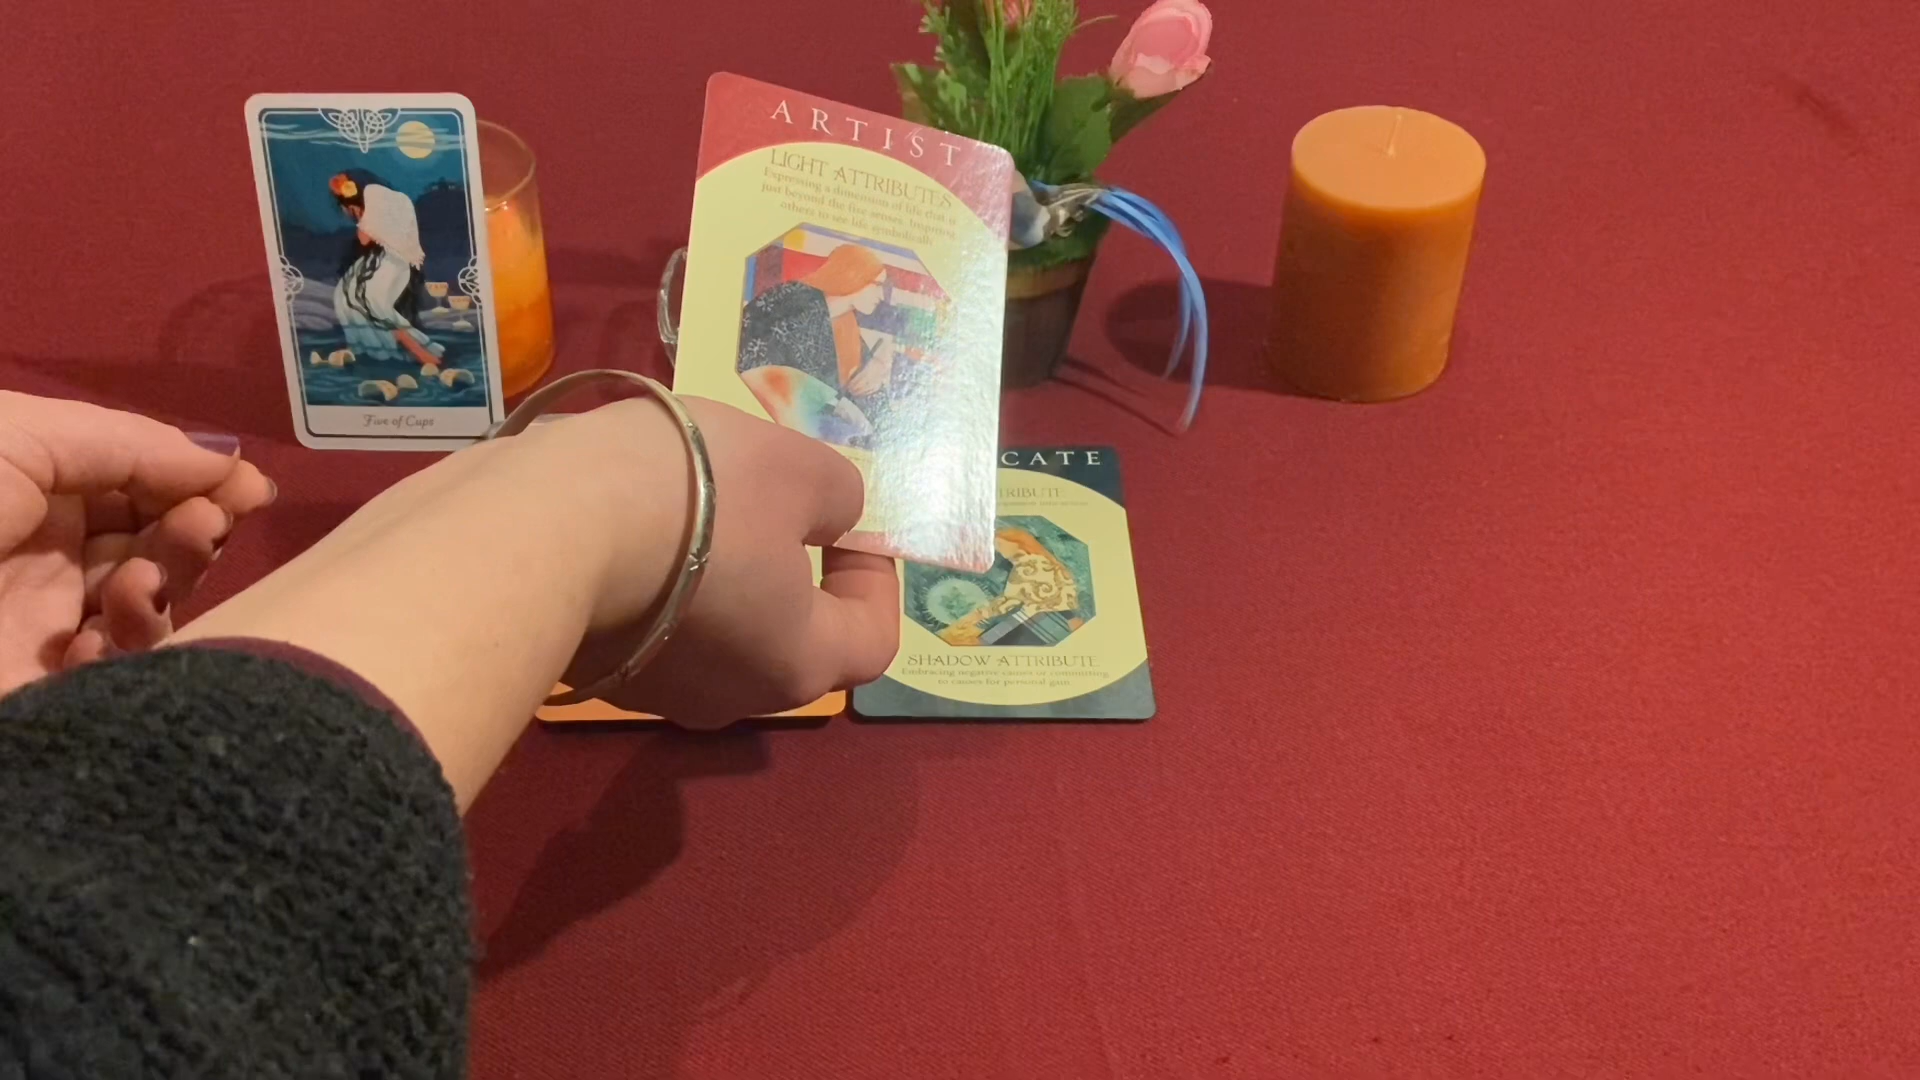 ARTIST
LIGHT ATTRIBUTES
Expressing a dimension of life that is
just beyond the five senses. Inspiring
others to see life symbolically
Five of Cups
CATE
TRIBUTE
SHADOW ATTRIBUTE
Embracing negative causes or committing
to causes for personal gain